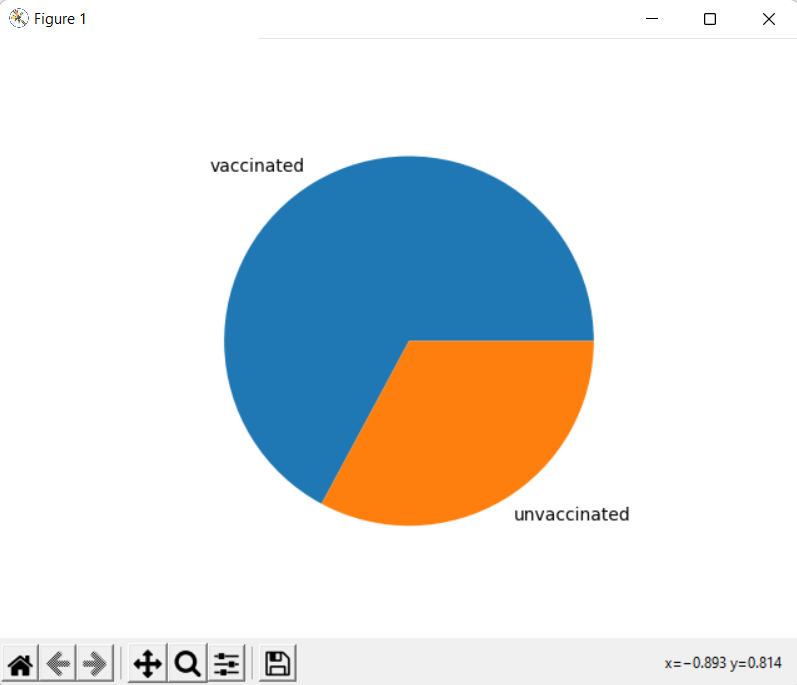 Figure 1
vaccinated
unvaccinated
x=−0.893 y=0.814